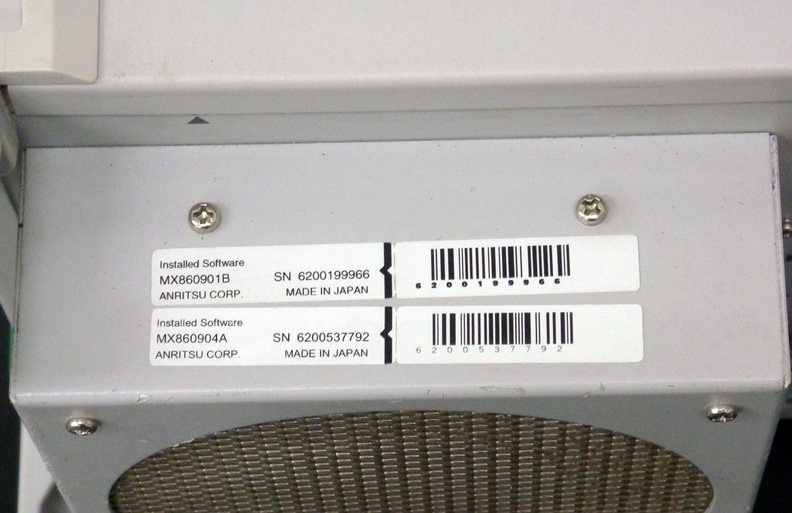 Installed Software
MX860901B SN 6200199966
ANRITSU CORP. MADE IN JAPAN
6200199966
Installed Software
MX860904A SN 6200537792
ANRITSU CORP. MADE IN JAPAN
6200537792